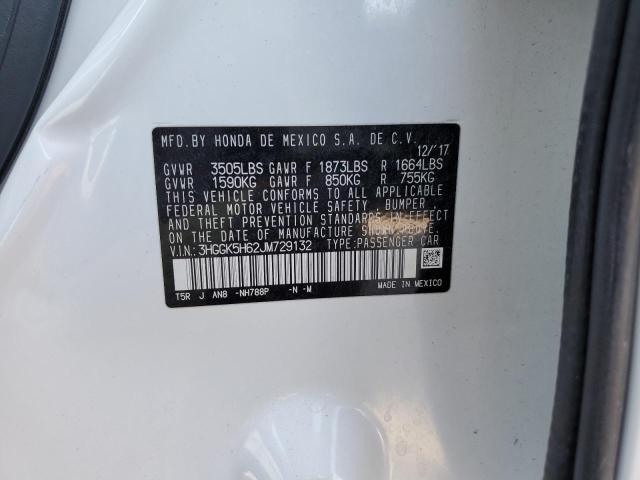 MFD.BY HONDA DE MEXICO S.A. DE C.V.
12/'17
GVWR 3505LBS GAWR F 1873LBS R 1664LBS
GVWR 1590KG GAWR F 850KG R 755KG
THIS VEHICLE CONFORMS TO ALL APPLICABLE
FEDERAL MOTOR VEHICLE SAFETY, BUMPER
AND THEFT PREVENTION STANDARDS IN EFFECT
ON THE DATE OF MANUFACTURE SHOWN ABOVE.
V.I.N.: 3HGGK5H62JM729132 TYPE:PASSENGER CAR
T5R J AN8 -NH788P -N -M MADE IN MEXICO